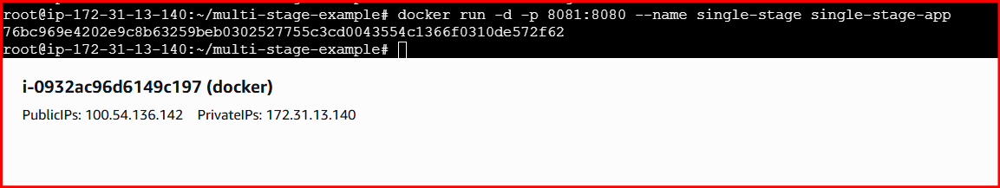 root@ip-172-31-13-140:~/multi-stage-example# docker run -d -p 8081:8080 --name single-stage single-stage-app
76bc969e4202e9c8b63259beb0302527755c3cd0043554c1366f0310de572f62
root@ip-172-31-13-140:~/multi-stage-example#
i-0932ac96d6149c197 (docker)
PublicIPs: 100.54.136.142 PrivateIPs: 172.31.13.140